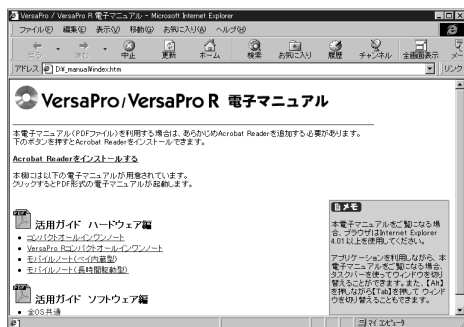 VersaPro / VersaPro R 電子マニュアル - Microsoft Internet Explorer
ファイル(F) 編集(E) 表示(V) 移動(G) お気に入り(A) ヘルプ(H)
戻る 進む 中止 更新 ホーム 検索 お気に入り 履歴 チャンネル 全画面表示 メー
アドレス D:¥_manual¥index.htm リンク
VersaPro/VersaPro R 電子マニュアル
本電子マニュアル(PDFファイル)を利用する場合は、あらかじめAcrobat Readerを追加する必要があります。
下のボタンを押すとAcrobat Readerをインストールできます。
Acrobat Readerをインストールする
本欄には以下の電子マニュアルが用意されています。
クリックするとPDF形式の電子マニュアルが起動します。
PDF 活用ガイド ハードウェア編
コンパクトオールインワンノート
VersaPro Rコンパクトオールインワンノート
モバイルノート(ベイ内蔵型)
モバイルノート(長時間駆動型)
PDF 活用ガイド ソフトウェア編
全OS共通
メモ
本電子マニュアルをご覧になる場
合、ブラウザはInternet Explorer
4.01以上を使用してください。
アプリケーションを利用しながら、本
電子マニュアルをご覧になる場合、
タスクバーを使ってウィンドウを切り
替えることができます。また、【Alt】
を押しながら【Tab】を押して ウィンド
ウを切り替えることもできます。
マイ コンピュータ